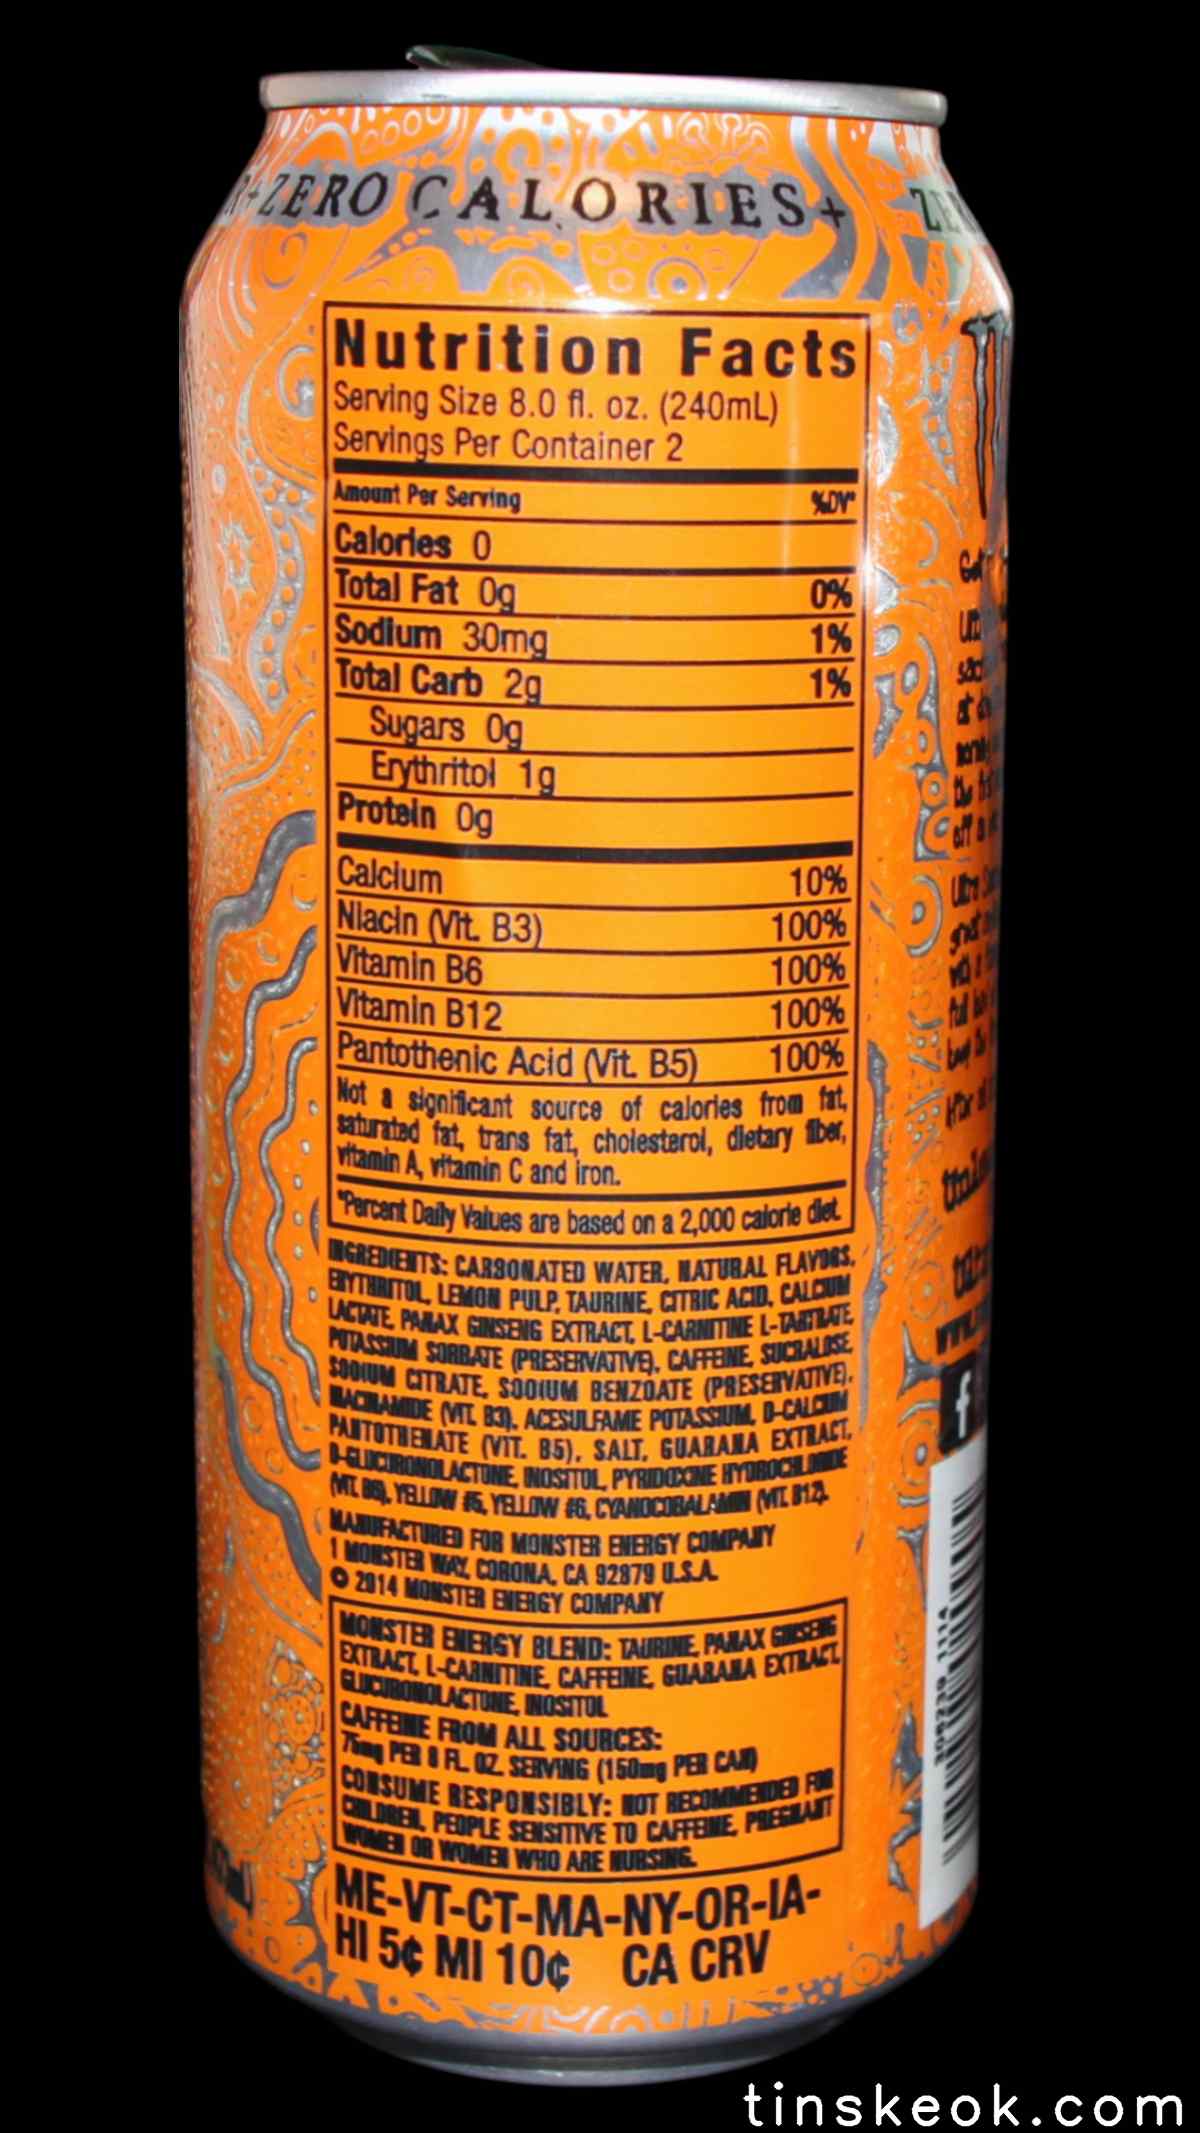 R+ZERO CALORIES+ ZE
Nutrition Facts
Serving Size 8.0 fl. oz. (240mL)
Servings Per Container 2
Amount Per Serving %DV*
Calories 0
Total Fat 0g 0%
Sodium 30mg 1%
Total Carb 2g 1%
Sugars 0g
Erythritol 1g
Protein 0g
Calcium 10%
Niacin (Vit. B3) 100%
Vitamin B6 100%
Vitamin B12 100%
Pantothenic Acid (Vit. B5) 100%
Not a significant source of calories from fat,
saturated fat, trans fat, cholesterol, dietary fiber,
vitamin A, vitamin C and iron.
*Percent Daily Values are based on a 2,000 calorie diet.
INGREDIENTS: CARBONATED WATER, NATURAL FLAVORS,
ERYTHRITOL, LEMON PULP, TAURINE, CITRIC ACID, CALCIUM
LACTATE, PANAX GINSENG EXTRACT, L-CARNITINE L-TARTRATE,
POTASSIUM SORBATE (PRESERVATIVE), CAFFEINE, SUCRALOSE,
SODIUM CITRATE, SODIUM BENZOATE (PRESERVATIVE),
NIACINAMIDE (VIT. B3), ACESULFAME POTASSIUM, D-CALCIUM
PANTOTHENATE (VIT. B5), SALT, GUARANA EXTRACT,
D-GLUCURONOLACTONE, INOSITOL, PYRIDOXINE HYDROCHLORIDE
(VIT. B6), YELLOW #5, YELLOW #6, CYANOCOBALAMIN (VIT. B12).
MANUFACTURED FOR MONSTER ENERGY COMPANY
1 MONSTER WAY, CORONA, CA 92879 U.S.A.
© 2014 MONSTER ENERGY COMPANY
MONSTER ENERGY BLEND: TAURINE, PANAX GINSENG
EXTRACT, L-CARNITINE, CAFFEINE, GUARANA EXTRACT,
GLUCURONOLACTONE, INOSITOL
CAFFEINE FROM ALL SOURCES:
75mg PER 8 FL. OZ. SERVING (150mg PER CAN)
CONSUME RESPONSIBLY: NOT RECOMMENDED FOR
CHILDREN, PEOPLE SENSITIVE TO CAFFEINE, PREGNANT
WOMEN OR WOMEN WHO ARE NURSING.
ME-VT-CT-MA-NY-OR-IA-
HI 5¢ MI 10¢ CA CRV
tinskeok.com